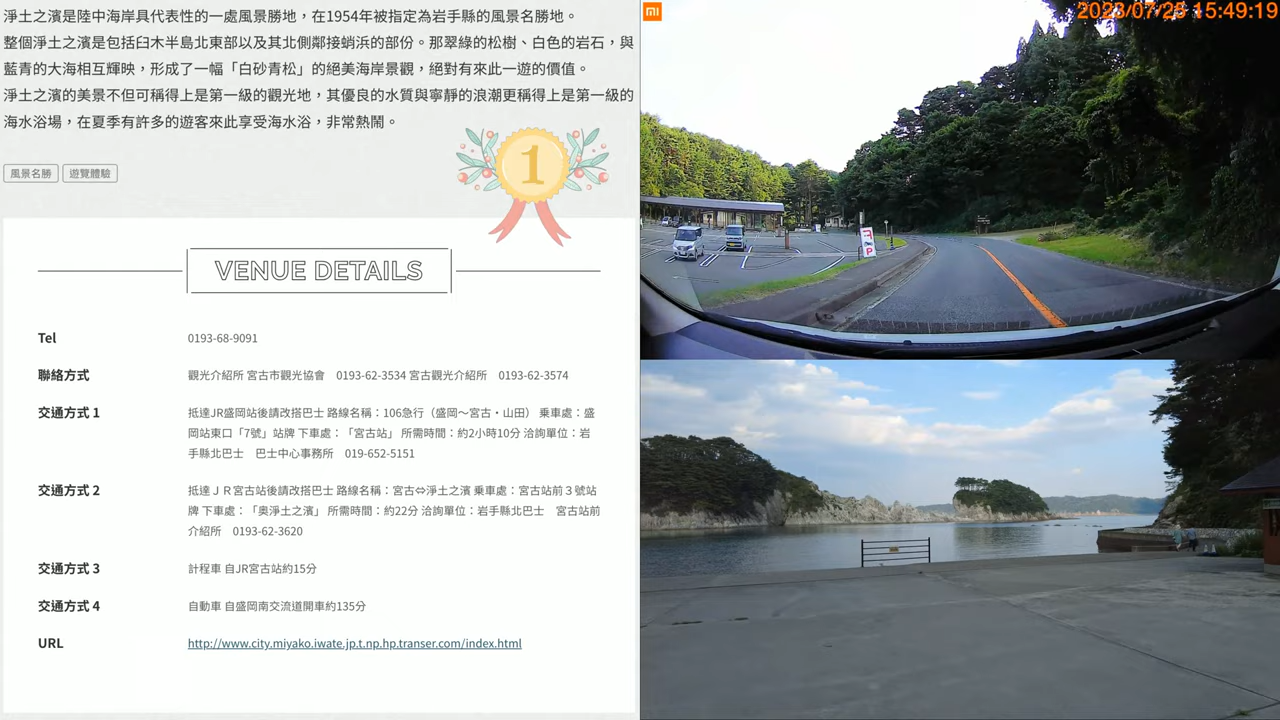 淨土之濱是陸中海岸具代表性的一處風景勝地，在1954年被指定為岩手縣的風景名勝地。
整個淨土之濱是包括臼木半島北東部以及其北側鄰接蛸浜的部份。那翠綠的松樹、白色的岩石，與
藍青的大海相互輝映，形成了一幅「白砂青松」的絕美海岸景觀，絕對有來此一遊的價值。
淨土之濱的美景不但可稱得上是第一級的觀光地，其優良的水質與寧靜的浪潮更稱得上是第一級的
海水浴場，在夏季有許多的遊客來此享受海水浴，非常熱鬧。
1
風景名勝 遊覽體驗
VENUE DETAILS
Tel 0193-68-9091
聯絡方式 觀光介紹所 宮古市觀光協會 0193-62-3534 宮古觀光介紹所 0193-62-3574
交通方式 1 抵達JR盛岡站後請改搭巴士 路線名稱：106急行（盛岡～宮古・山田） 乘車處：盛
岡站東口「7號」站牌 下車處：「宮古站」 所需時間：約2小時10分 洽詢單位：岩
手縣北巴士 巴士中心事務所 019-652-5151
交通方式 2 抵達ＪＲ宮古站後請改搭巴士 路線名稱：宮古⇔淨土之濱 乘車處：宮古站前３號站
牌 下車處：「奧淨土之濱」 所需時間：約22分 洽詢單位：岩手縣北巴士 宮古站前
介紹所 0193-62-3620
交通方式 3 計程車 自JR宮古站約15分
交通方式 4 自動車 自盛岡南交流道開車約135分
URL http://www.city.miyako.iwate.jp.t.np.hp.transer.com/index.html
mi
2023/07/25 15:49:19
P